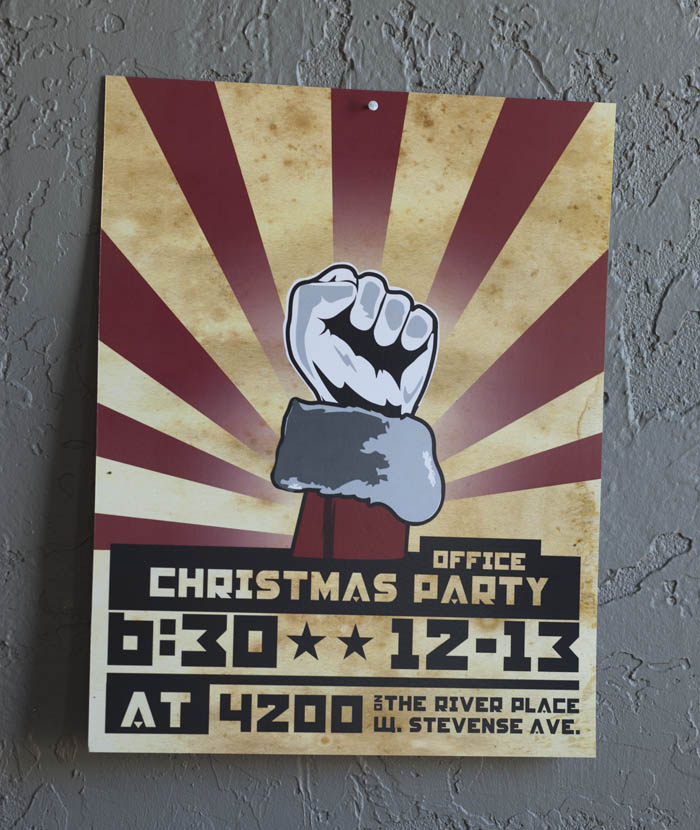 OFFICE
CHRISTMAS PARTY
6:30 ★★ 12-13
AT 4200 ON THE RIVER PLACE
Щ. STEVENSE AVE.